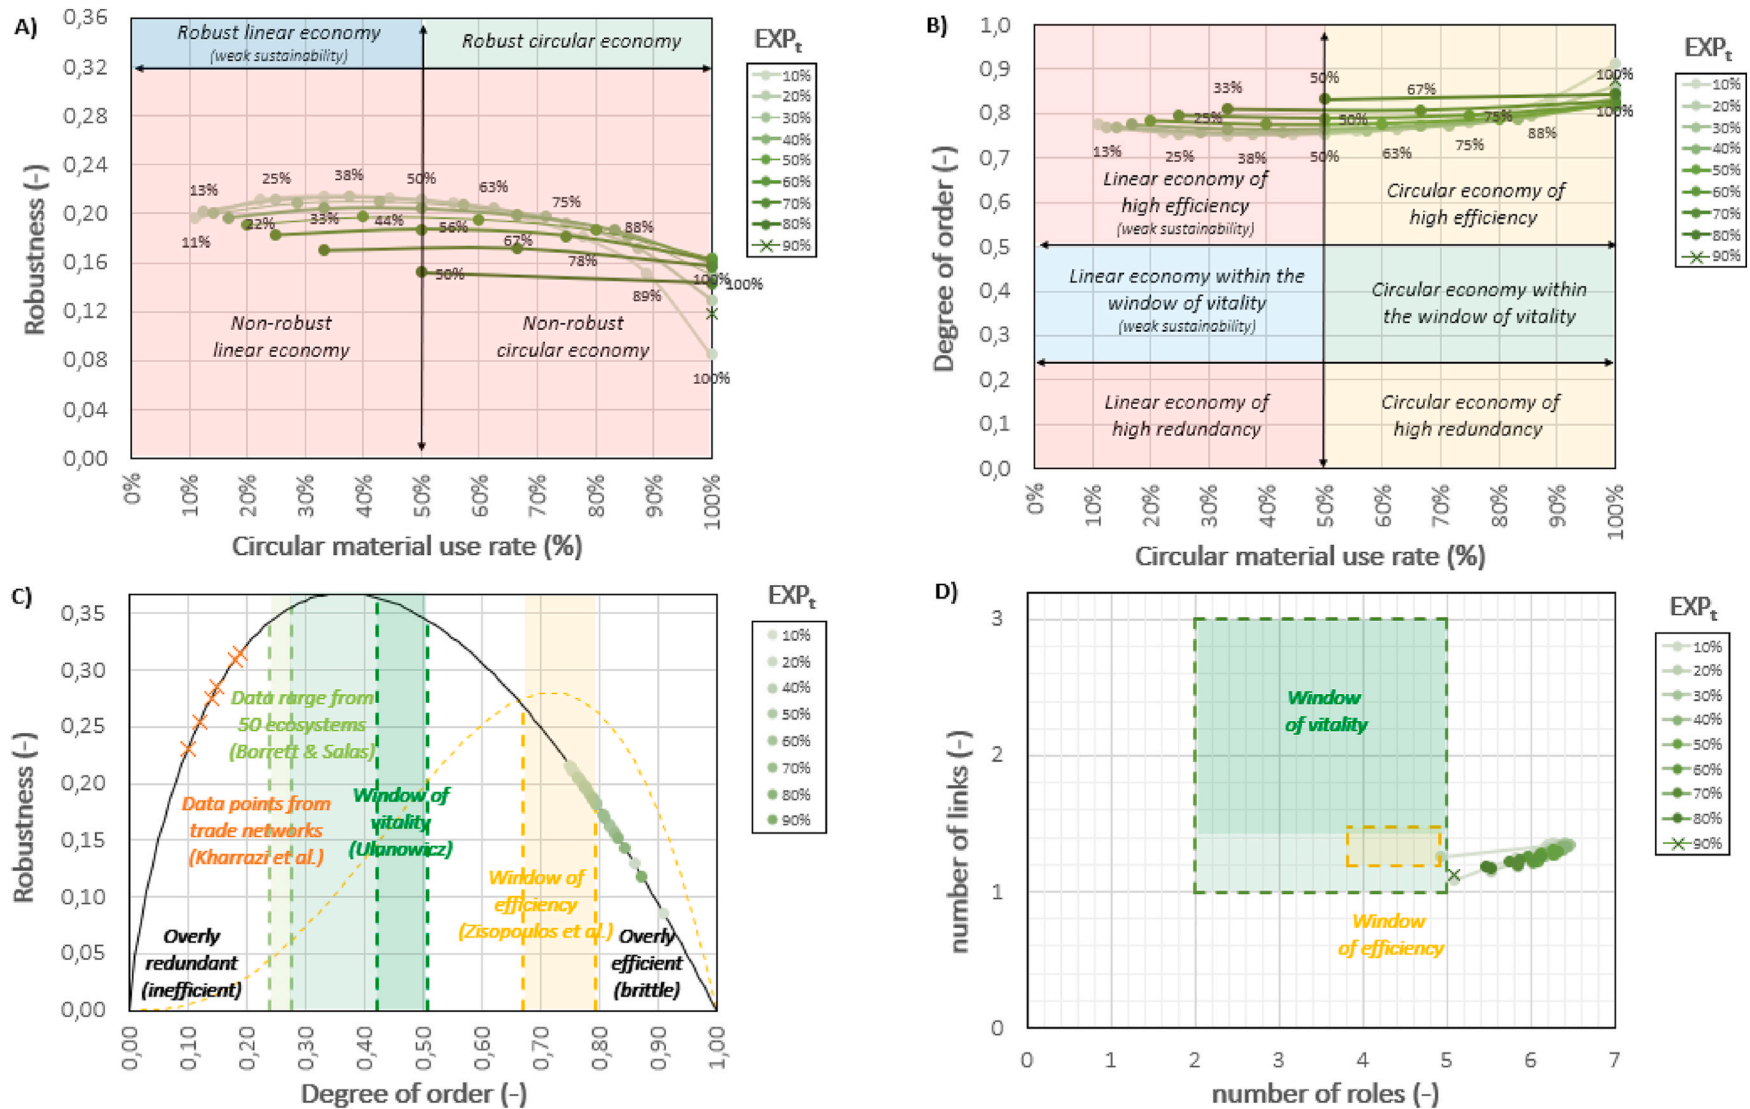 A)
Robustness (-)
0,36
0,32
0,28
0,24
0,20
0,16
0,12
0,08
0,04
0,00
Robust linear economy
(weak sustainability)
Robust circular economy
13%
25%
38%
50%
63%
75%
88%
11%
22%
33%
44%
56%
67%
78%
89%
50%
100%
100%
100%
Non-robust
linear economy
Non-robust
circular economy
0%
10%
20%
30%
40%
50%
60%
70%
80%
90%
100%
Circular material use rate (%)
EXPt
10%
20%
30%
40%
50%
60%
70%
80%
90%
B)
Degree of order (-)
1,0
0,9
0,8
0,7
0,6
0,5
0,4
0,3
0,2
0,1
0,0
50%
33%
67%
100%
25%
50%
75%
100%
13%
25%
38%
50%
63%
75%
88%
Linear economy of
high efficiency
(weak sustainability)
Circular economy of
high efficiency
Linear economy within the
window of vitality
(weak sustainability)
Circular economy within
the window of vitality
Linear economy of
high redundancy
Circular economy of
high redundancy
0%
10%
20%
30%
40%
50%
60%
70%
80%
90%
100%
Circular material use rate (%)
EXPt
10%
20%
30%
40%
50%
60%
70%
80%
90%
C)
Robustness (-)
0,35
0,30
0,25
0,20
0,15
0,10
0,05
0,00
Data range from
50 ecosystems
(Borrett & Salas)
Data points from
trade networks
(Kharrazi et al.)
Window of
vitality
(Ulanowicz)
Window of
efficiency
(Zisopoulos et al.)
Overly
redundant
(inefficient)
Overly
efficient
(brittle)
0,00
0,10
0,20
0,30
0,40
0,50
0,60
0,70
0,80
0,90
1,00
Degree of order (-)
EXPt
10%
20%
40%
50%
60%
70%
80%
90%
D)
number of links (-)
3
2
1
0
Window
of vitality
Window
of efficiency
0
1
2
3
4
5
6
7
number of roles (-)
EXPt
10%
20%
30%
40%
50%
60%
70%
80%
90%